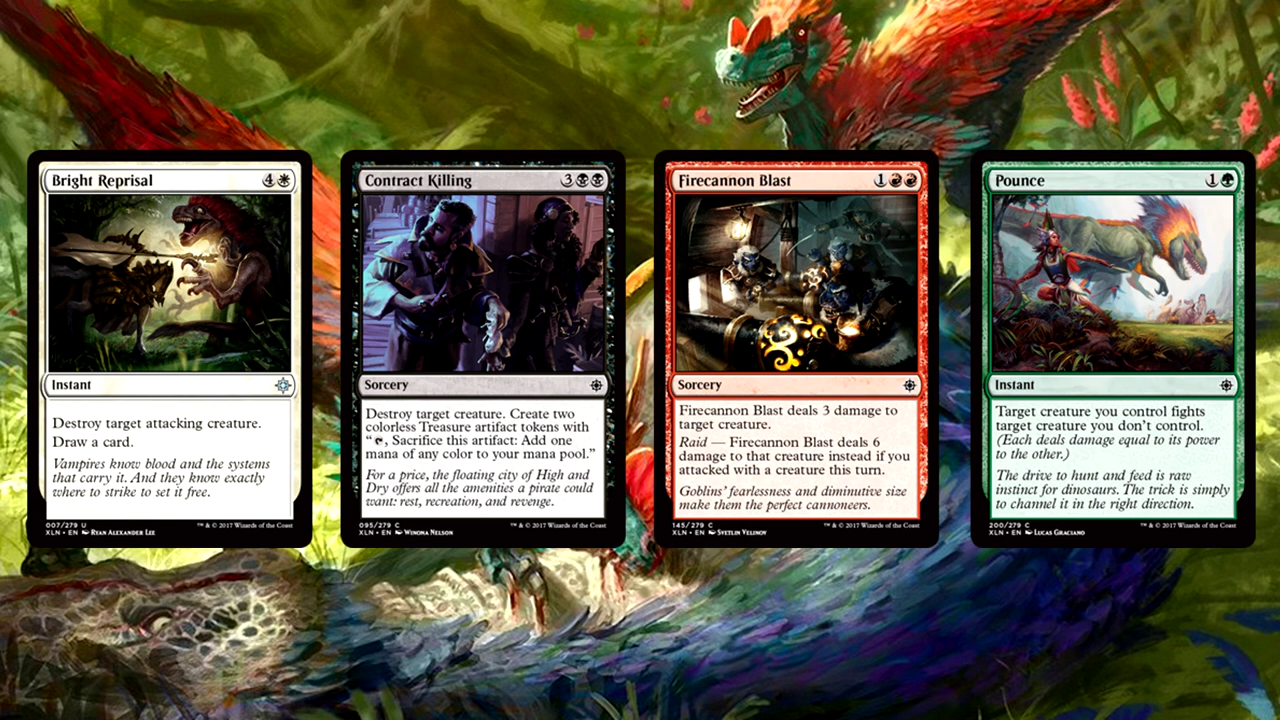 Bright Reprisal 4
Instant
Destroy target attacking creature.
Draw a card.
Vampires know blood and the systems
that carry it. And they know exactly
where to strike to set it free.
007/279 U
XLN • EN Ryan Alexander Lee
™ & © 2017 Wizards of the Coast
Contract Killing 3
Sorcery
Destroy target creature. Create two
colorless Treasure artifact tokens with
“, Sacrifice this artifact: Add one
mana of any color to your mana pool.”
For a price, the floating city of High and
Dry offers all the amenities a pirate could
want: rest, recreation, and revenge.
095/279 C
XLN • EN Winona Nelson
™ & © 2017 Wizards of the Coast
Firecannon Blast 1
Sorcery
Firecannon Blast deals 3 damage to
target creature.
Raid — Firecannon Blast deals 6
damage to that creature instead if you
attacked with a creature this turn.
Goblins’ fearlessness and diminutive size
make them the perfect cannoneers.
145/279 C
XLN • EN Svetlin Velinov
™ & © 2017 Wizards of the Coast
Pounce 1
Instant
Target creature you control fights
target creature you don’t control.
(Each deals damage equal to its power
to the other.)
The drive to hunt and feed is raw
instinct for dinosaurs. The trick is simply
to channel it in the right direction.
200/279 C
XLN • EN Lucas Graciano
™ & © 2017 Wizards of the Coast